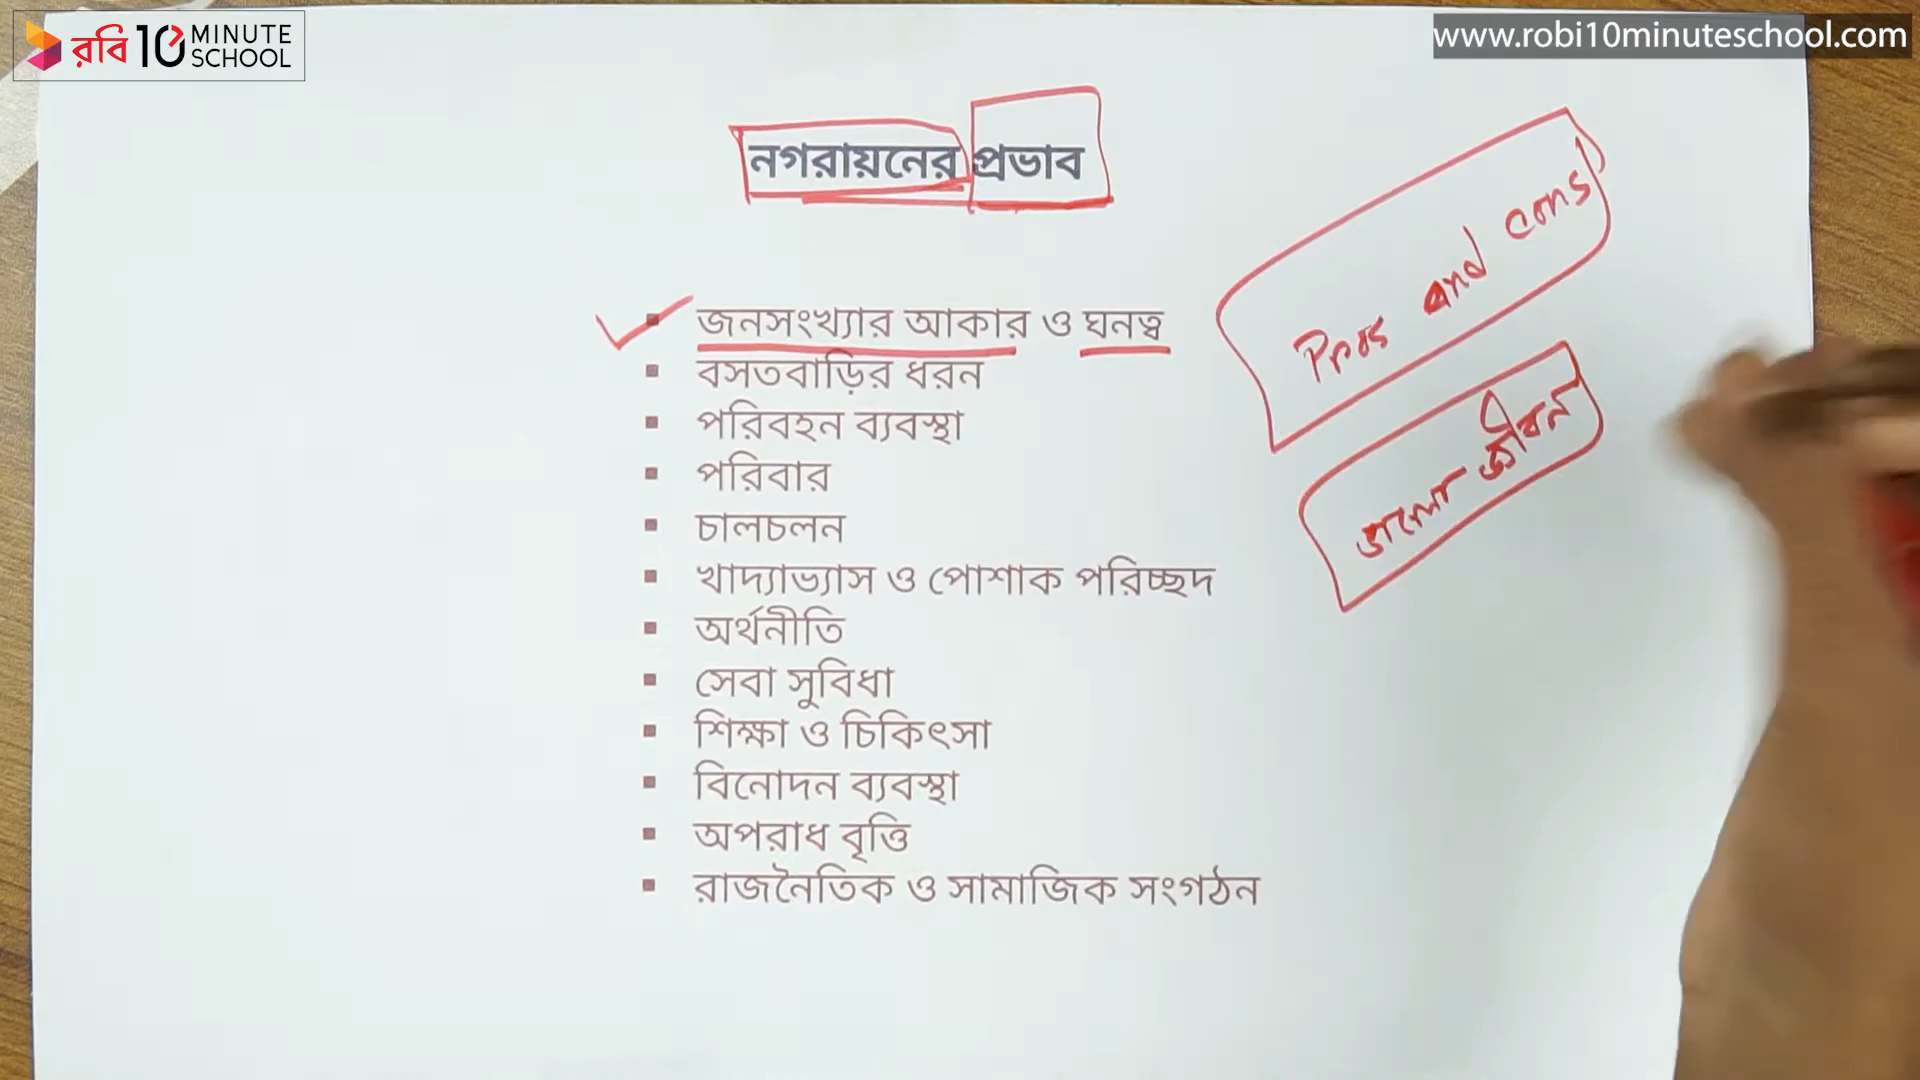 রবি 10 MINUTE SCHOOL
www.robi10minuteschool.com
নগরায়নের প্রভাব
Pros and cons
ভালো জীবন
জনসংখ্যার আকার ও ঘনত্ব
বসতবাড়ির ধরন
পরিবহন ব্যবস্থা
পরিবার
চালচলন
খাদ্যাভ্যাস ও পোশাক পরিচ্ছদ
অর্থনীতি
সেবা সুবিধা
শিক্ষা ও চিকিৎসা
বিনোদন ব্যবস্থা
অপরাধ বৃত্তি
রাজনৈতিক ও সামাজিক সংগঠন